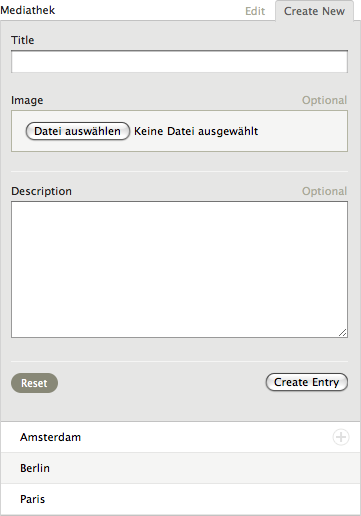 Mediathek Edit Create New
Title
Image Optional
Datei auswählen Keine Datei ausgewählt
Description Optional
Reset Create Entry
Amsterdam
Berlin
Paris